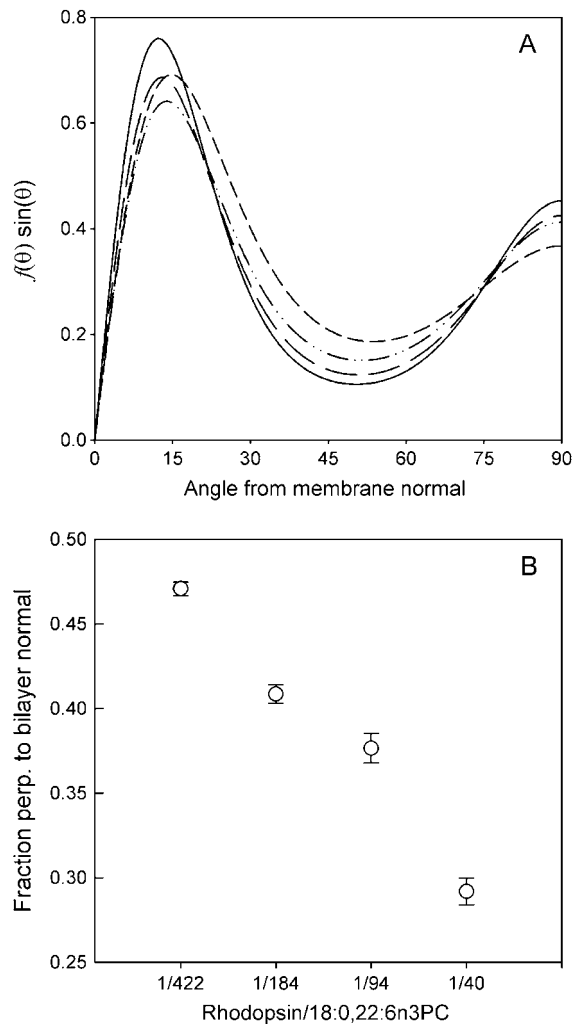 A
0.8
0.6
0.4
0.2
0.0
f(θ) sin(θ)
0 15 30 45 60 75 90
Angle from membrane normal
B
0.50
0.45
0.40
0.35
0.30
0.25
Fraction perp. to bilayer normal
1/422 1/184 1/94 1/40
Rhodopsin/18:0,22:6n3PC